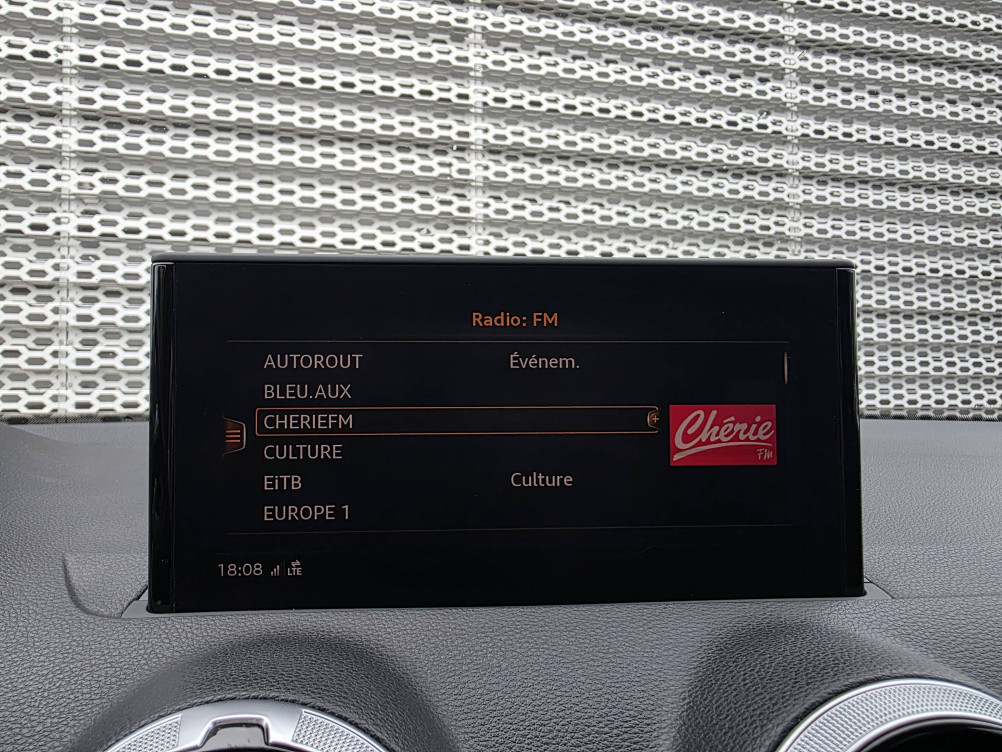 Radio: FM
AUTOROUT Événem.
BLEU.AUX
CHERIEFM
Chérie FM
CULTURE
EiTB Culture
EUROPE 1
18:08 LTE